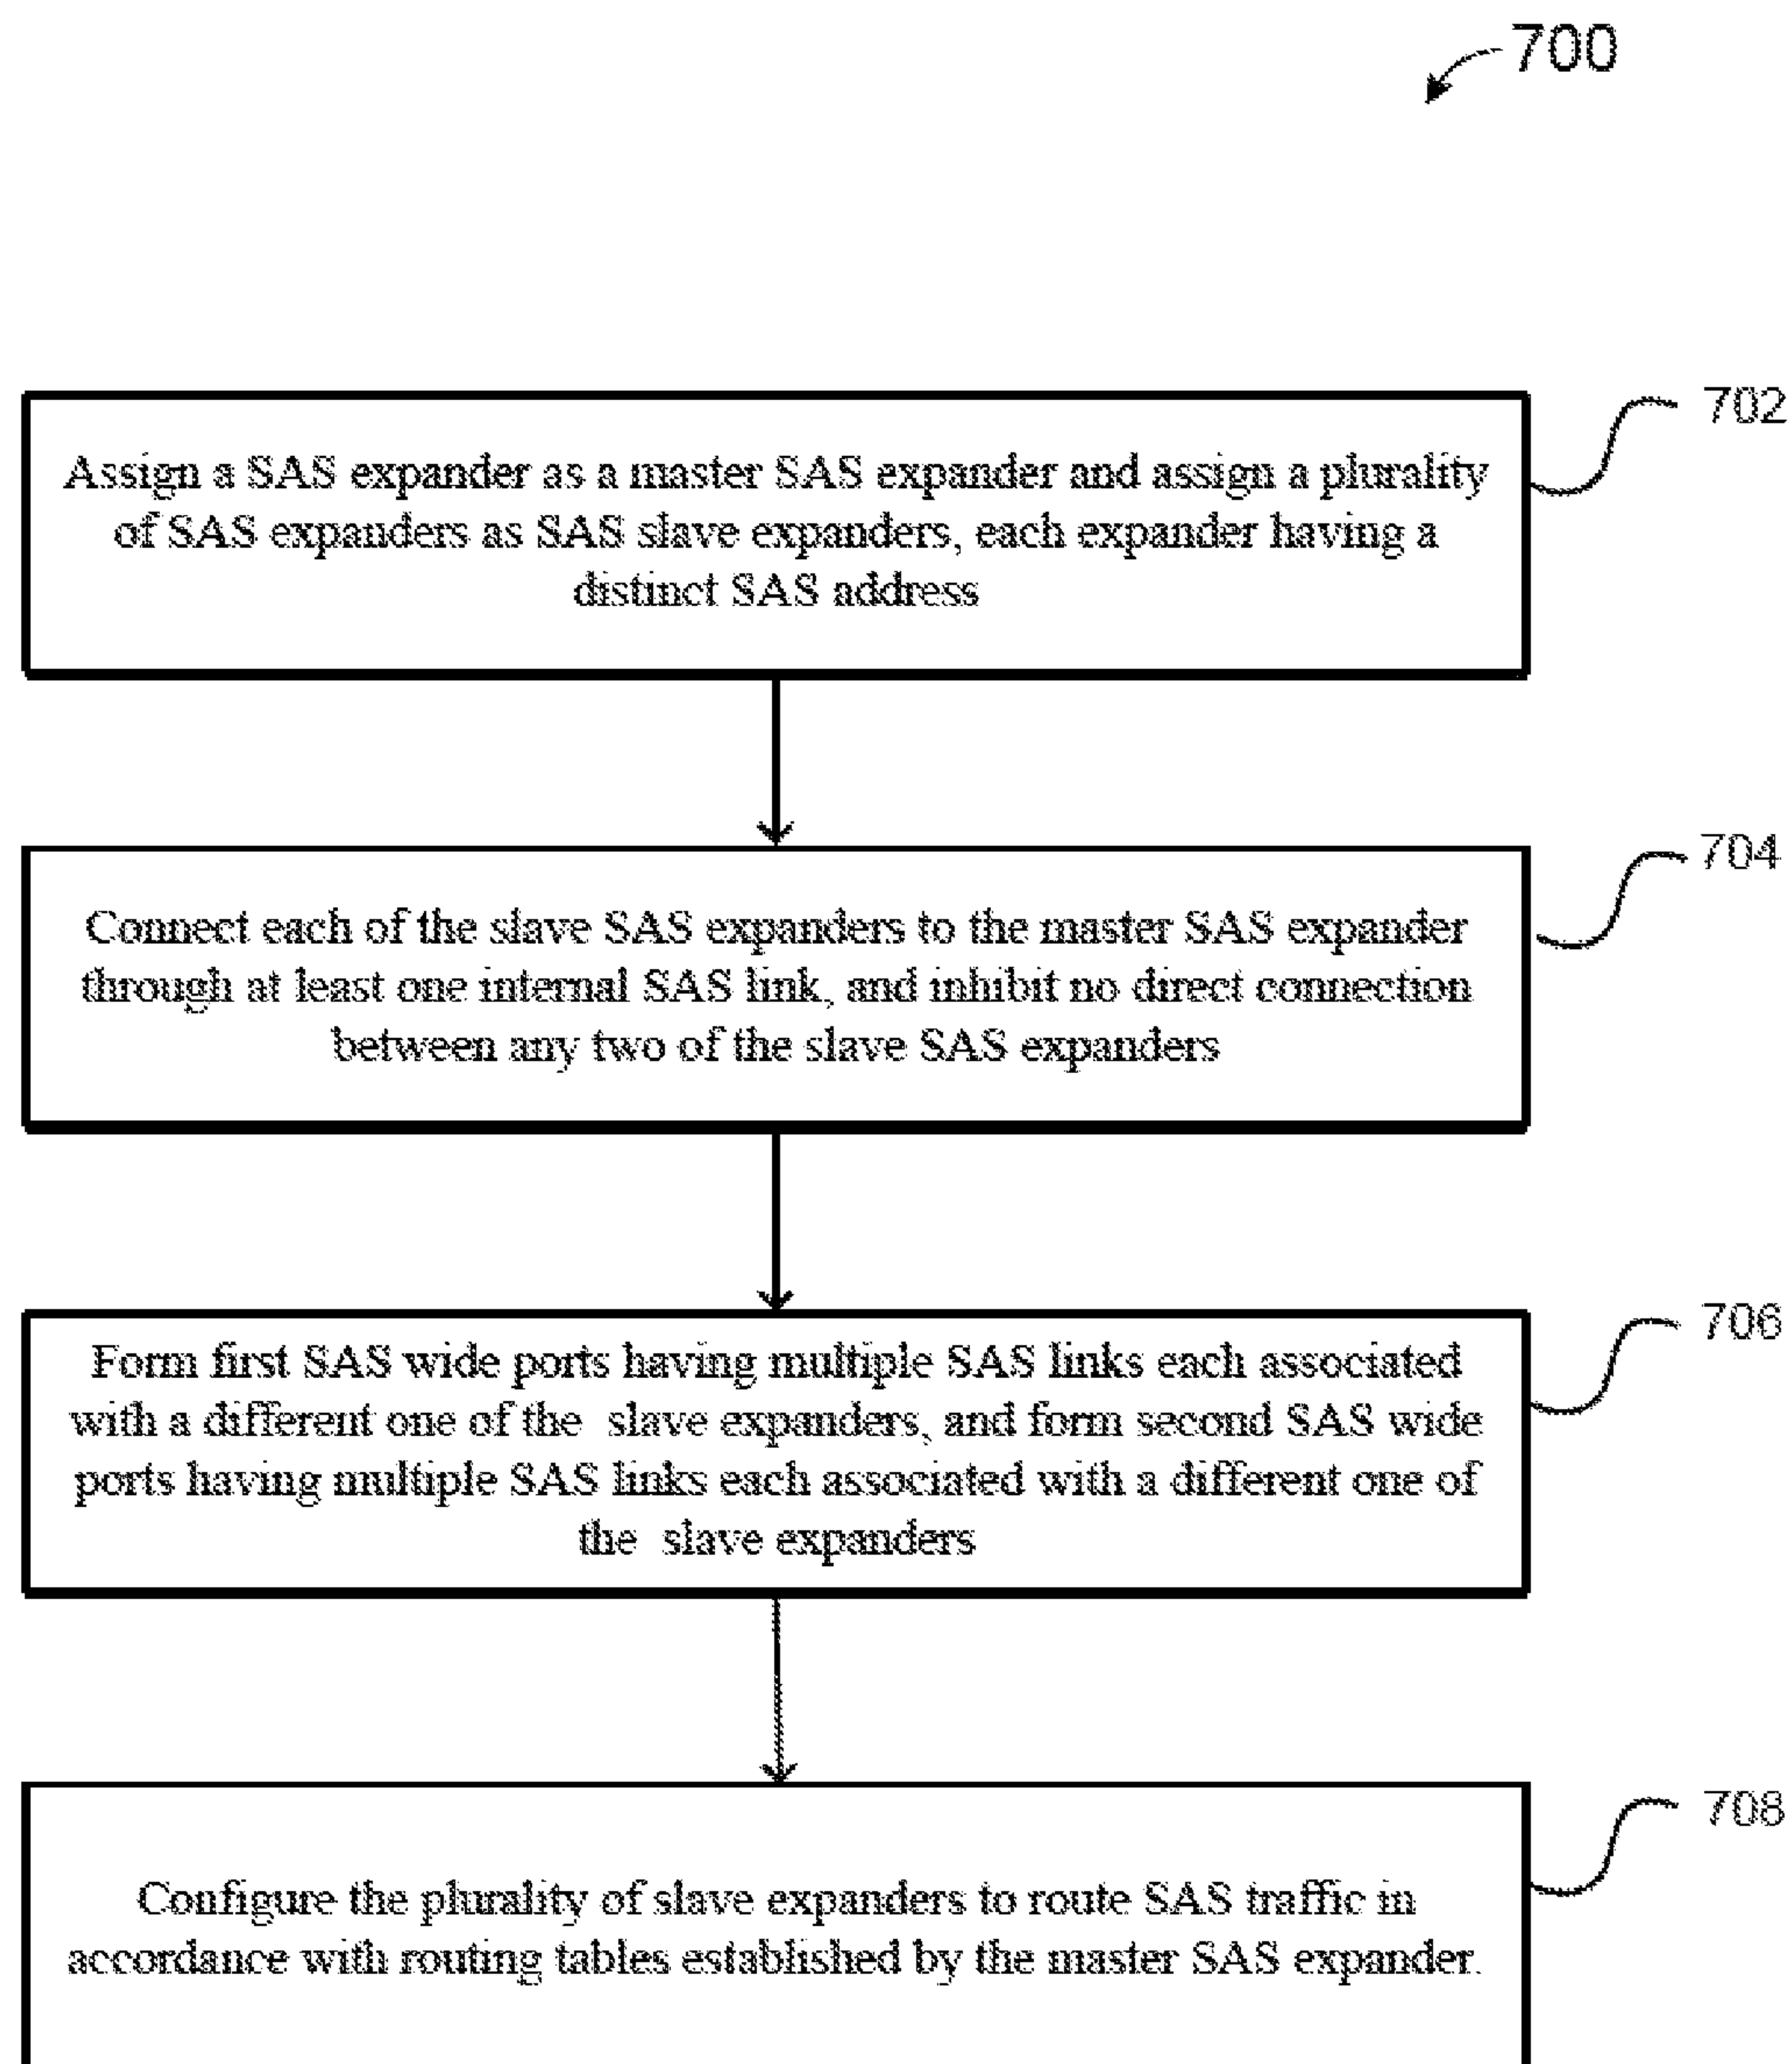 700
702
Assign a SAS expander as a master SAS expander and assign a plurality
of SAS expanders as SAS slave expanders, each expander having a
distinct SAS address
704
Connect each of the slave SAS expanders to the master SAS expander
through at least one internal SAS link, and inhibit no direct connection
between any two of the slave SAS expanders
706
Form first SAS wide ports having multiple SAS links each associated
with a different one of the slave expanders, and form second SAS wide
ports having multiple SAS links each associated with a different one of
the slave expanders
708
Configure the plurality of slave expanders to route SAS traffic in
accordance with routing tables established by the master SAS expander.